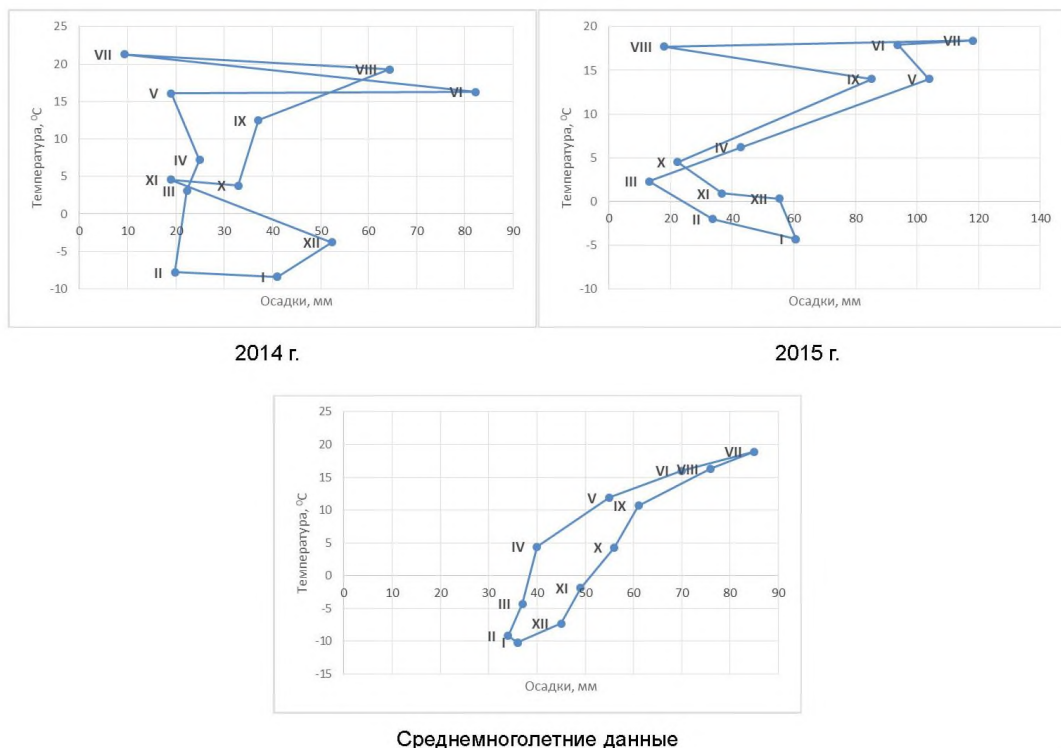 25
20
15
10
5
0
-5
-10
Температура, ⁰С
VII
VIII
V
VI
IX
IV
XI
X
III
XII
II
I
0 10 20 30 40 50 60 70 80 90
Осадки, мм
2014 г.
20
15
10
5
0
-5
-10
Температура, ⁰С
VIII
VI
VII
IX
V
IV
X
III
XI
XII
II
I
0 20 40 60 80 100 120 140
Осадки, мм
2015 г.
25
20
15
10
5
0
-5
-10
-15
Температура, ⁰С
VII
VI
VIII
V
IX
IV
X
XI
III
XII
II
I
0 10 20 30 40 50 60 70 80 90
Осадки, мм
Среднемноголетние данные